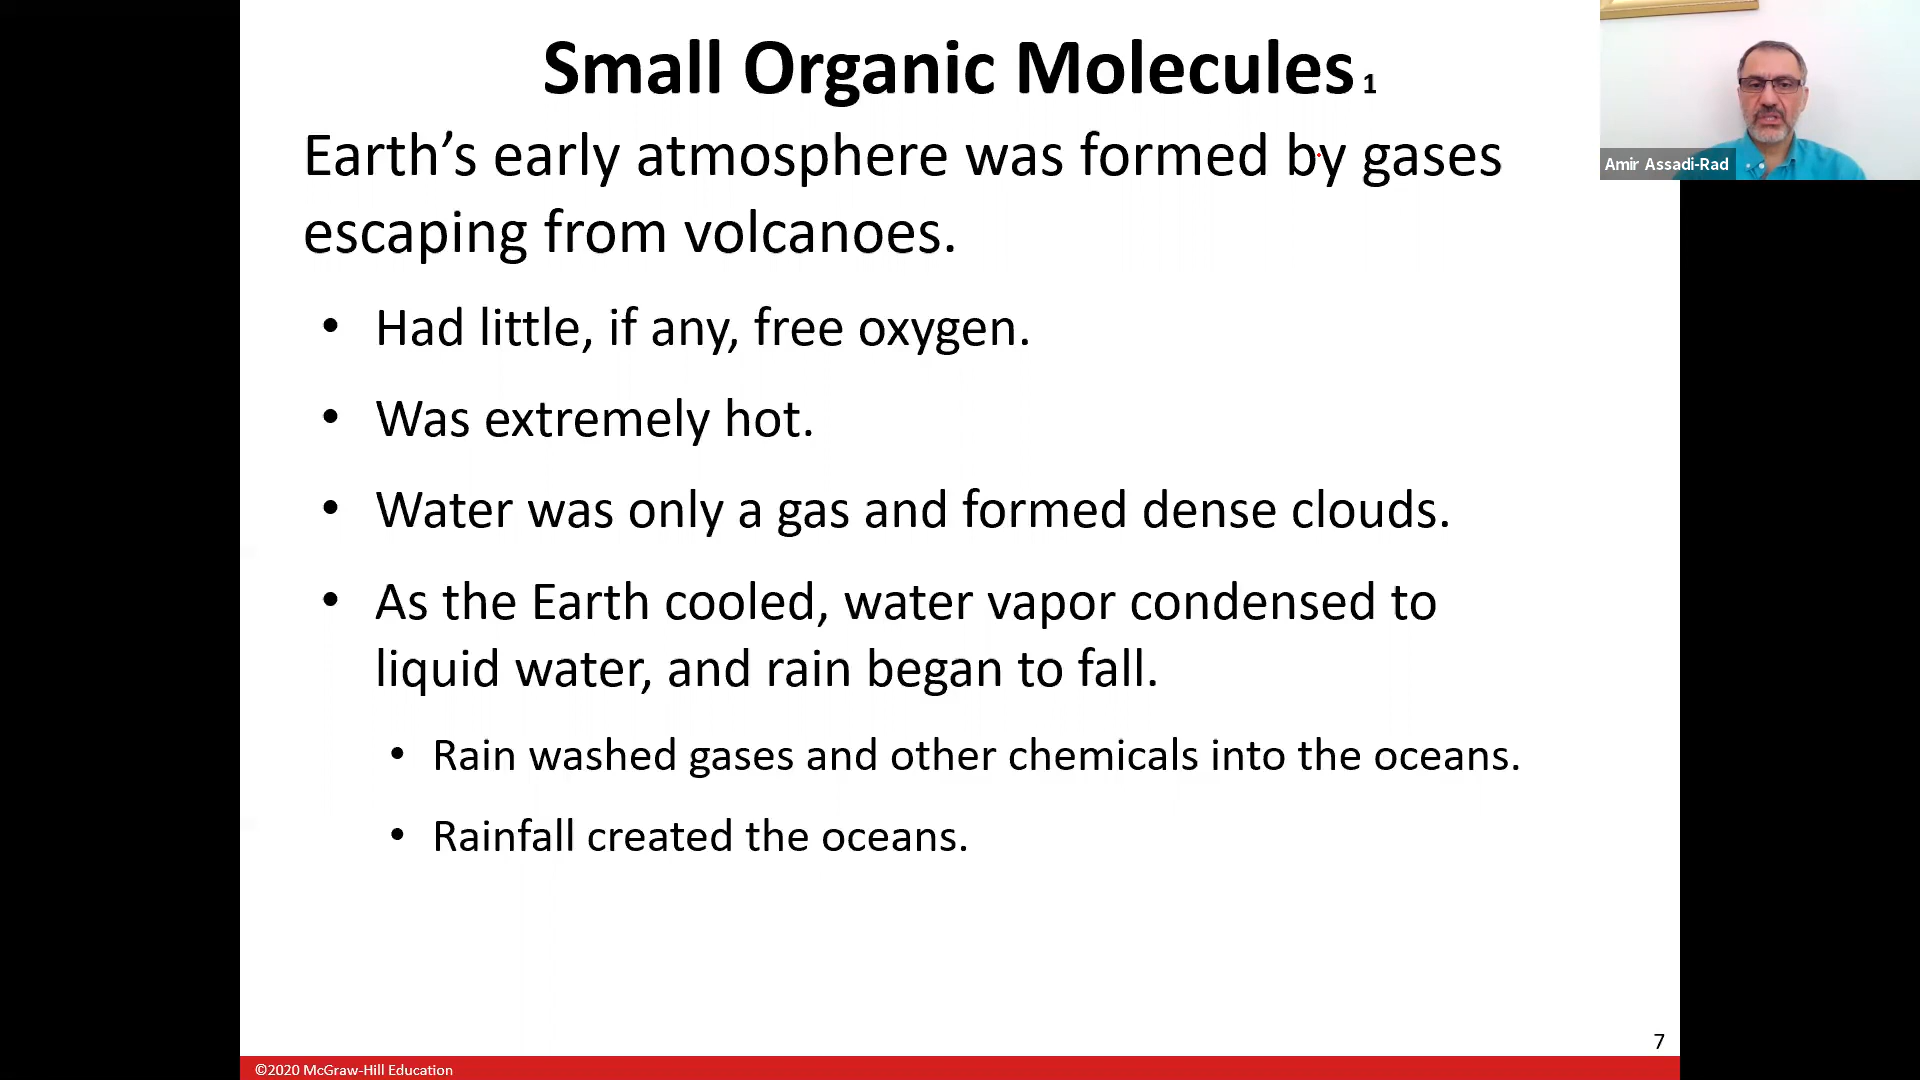 Small Organic Molecules 1
Earth’s early atmosphere was formed by gases
escaping from volcanoes.
• Had little, if any, free oxygen.
• Was extremely hot.
• Water was only a gas and formed dense clouds.
• As the Earth cooled, water vapor condensed to
liquid water, and rain began to fall.
• Rain washed gases and other chemicals into the oceans.
• Rainfall created the oceans.
Amir Assadi-Rad
7
©2020 McGraw-Hill Education